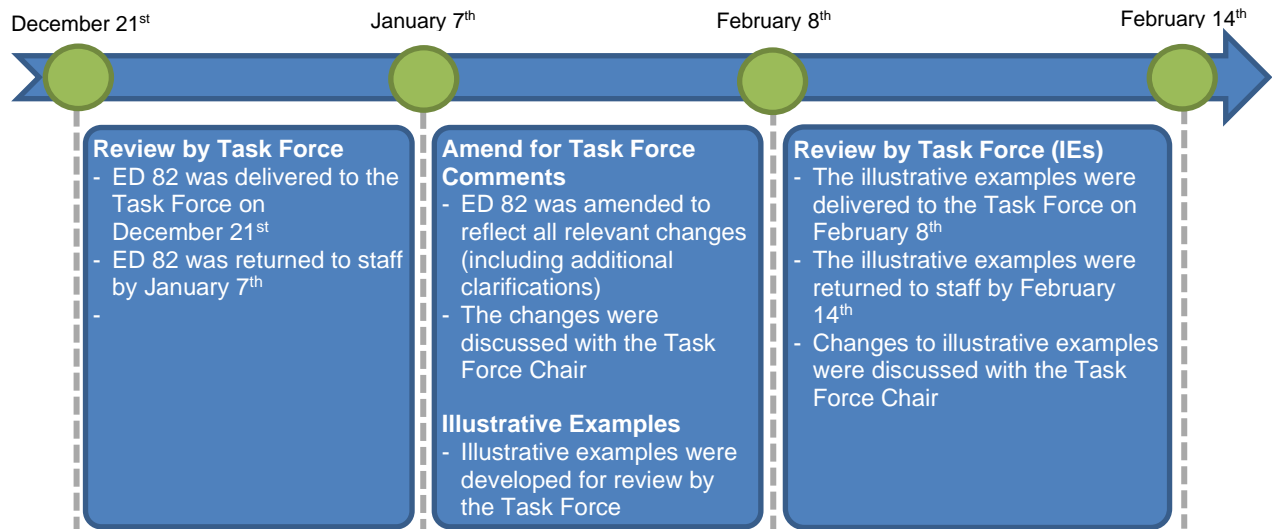 December 21st
January 7th
February 8th
February 14th
Review by Task Force
- ED 82 was delivered to the
Task Force on
December 21st
- ED 82 was returned to staff
by January 7th
-
Amend for Task Force
Comments
- ED 82 was amended to
reflect all relevant changes
(including additional
clarifications)
- The changes were
discussed with the Task
Force Chair
Illustrative Examples
- Illustrative examples were
developed for review by
the Task Force
Review by Task Force (IEs)
- The illustrative examples were
delivered to the Task Force on
February 8th
- The illustrative examples were
returned to staff by February
14th
- Changes to illustrative examples
were discussed with the Task
Force Chair